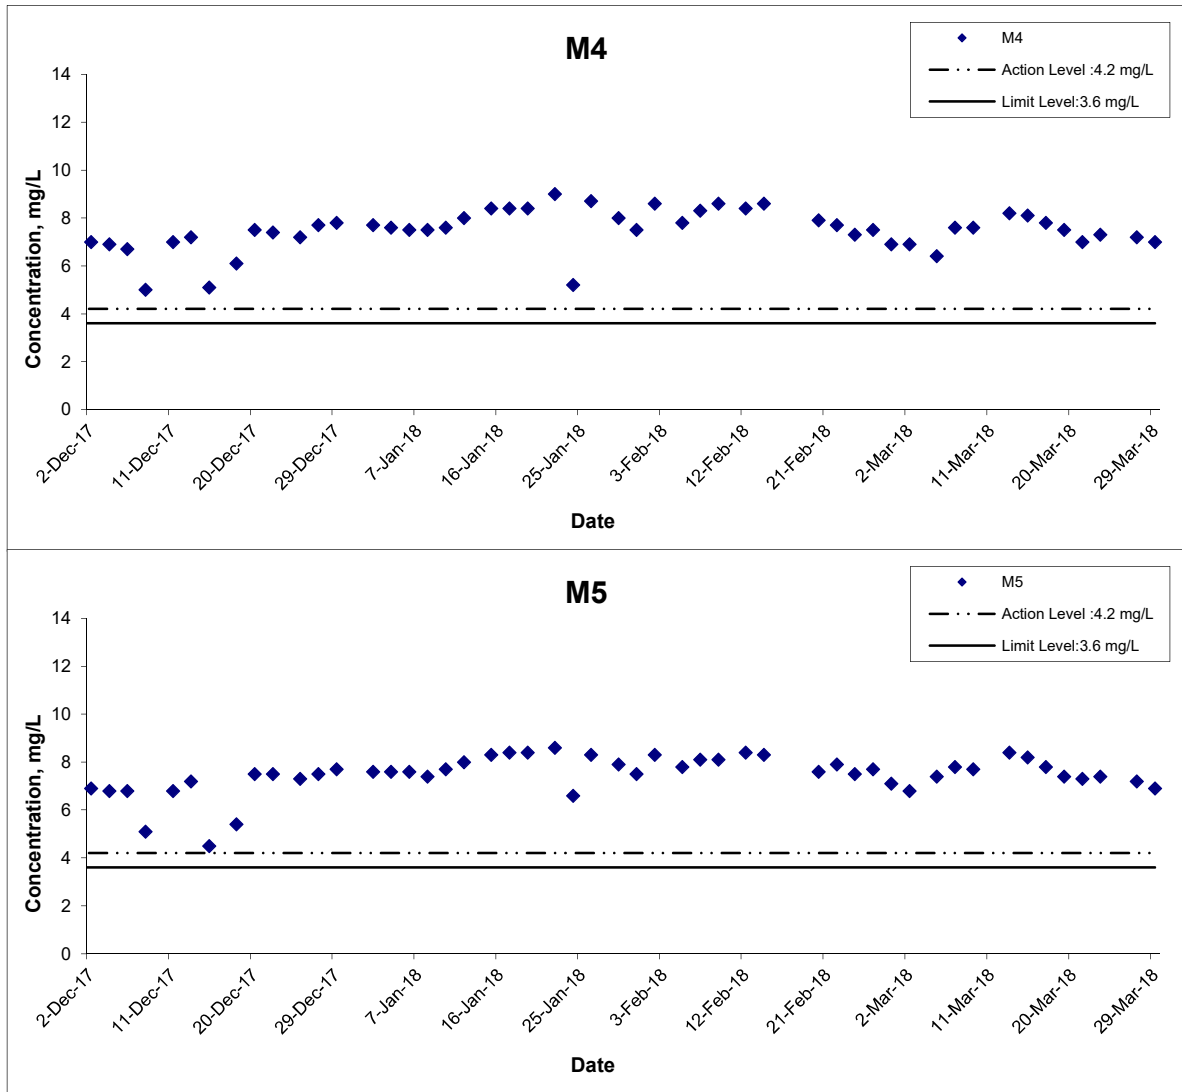 M4
M4
Action Level :4.2 mg/L
Limit Level:3.6 mg/L
14
12
10
8
6
4
2
0
Concentration, mg/L
2-Dec-17
11-Dec-17
20-Dec-17
29-Dec-17
7-Jan-18
16-Jan-18
25-Jan-18
3-Feb-18
12-Feb-18
21-Feb-18
2-Mar-18
11-Mar-18
20-Mar-18
29-Mar-18
Date
M5
M5
Action Level :4.2 mg/L
Limit Level:3.6 mg/L
14
12
10
8
6
4
2
0
Concentration, mg/L
2-Dec-17
11-Dec-17
20-Dec-17
29-Dec-17
7-Jan-18
16-Jan-18
25-Jan-18
3-Feb-18
12-Feb-18
21-Feb-18
2-Mar-18
11-Mar-18
20-Mar-18
29-Mar-18
Date